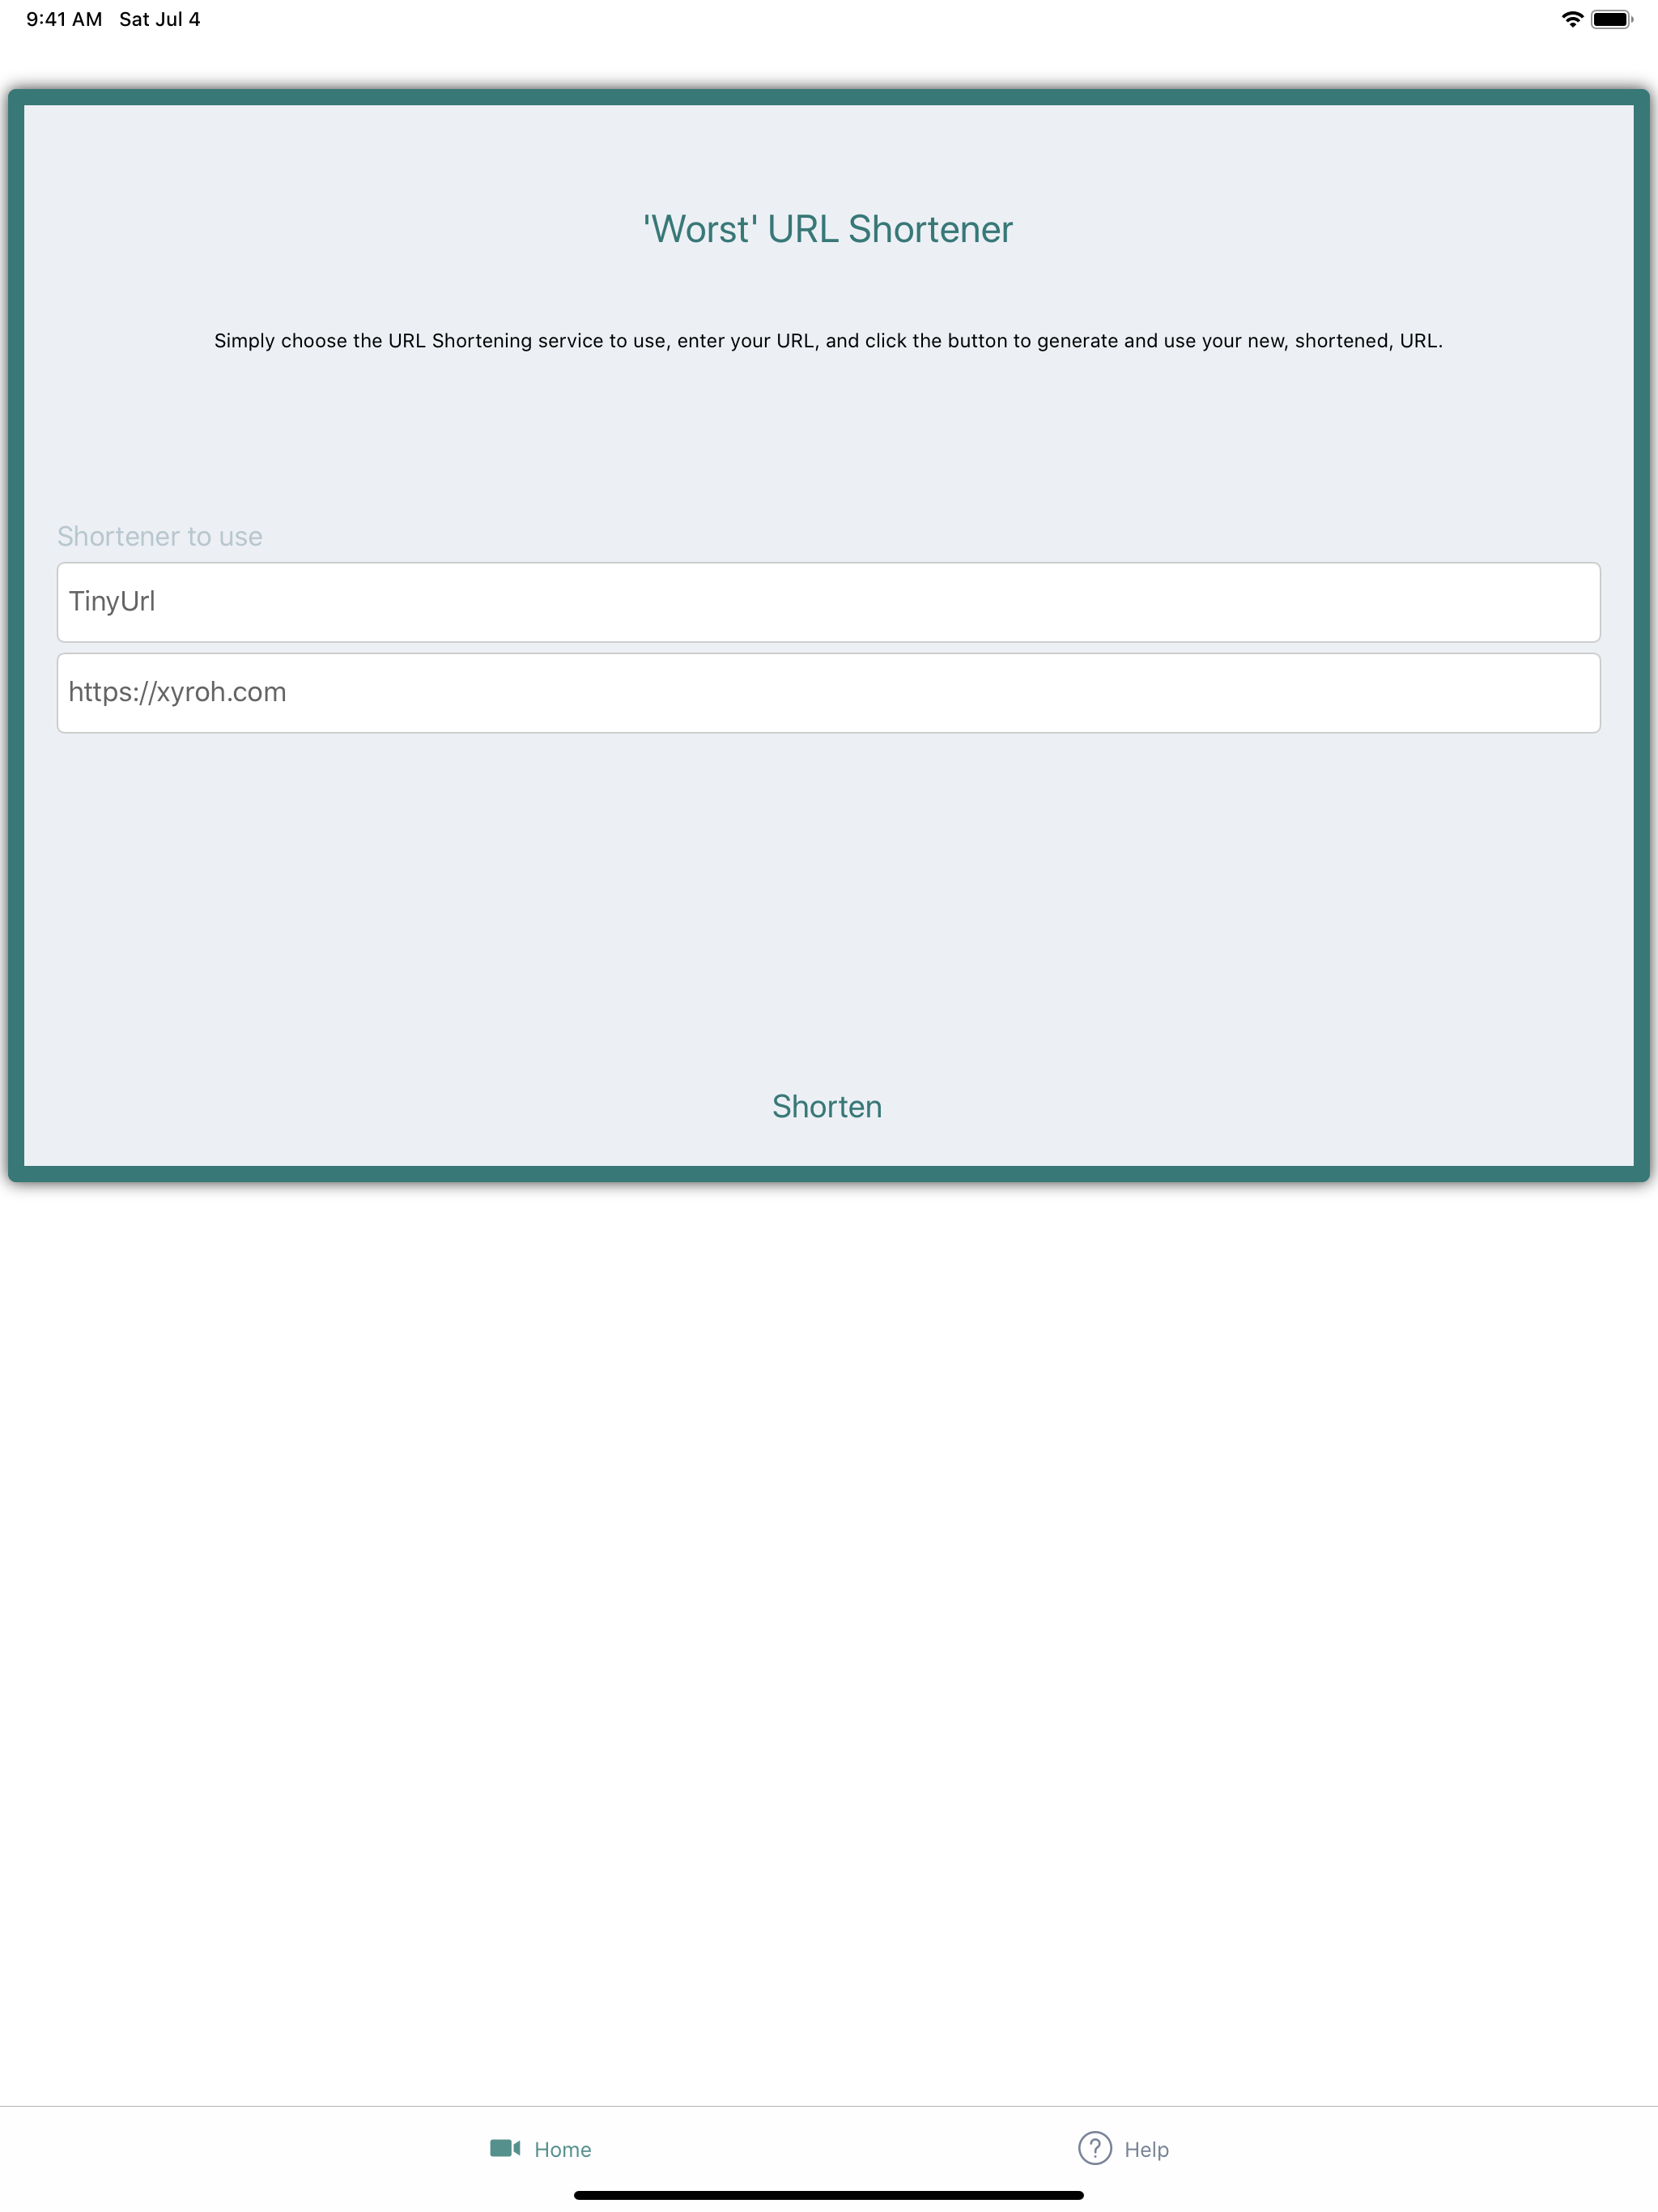 9:41 AM Sat Jul 4
'Worst' URL Shortener
Simply choose the URL Shortening service to use, enter your URL, and click the button to generate and use your new, shortened, URL.
Shortener to use
TinyUrl
https://xyroh.com
Shorten
Home
Help